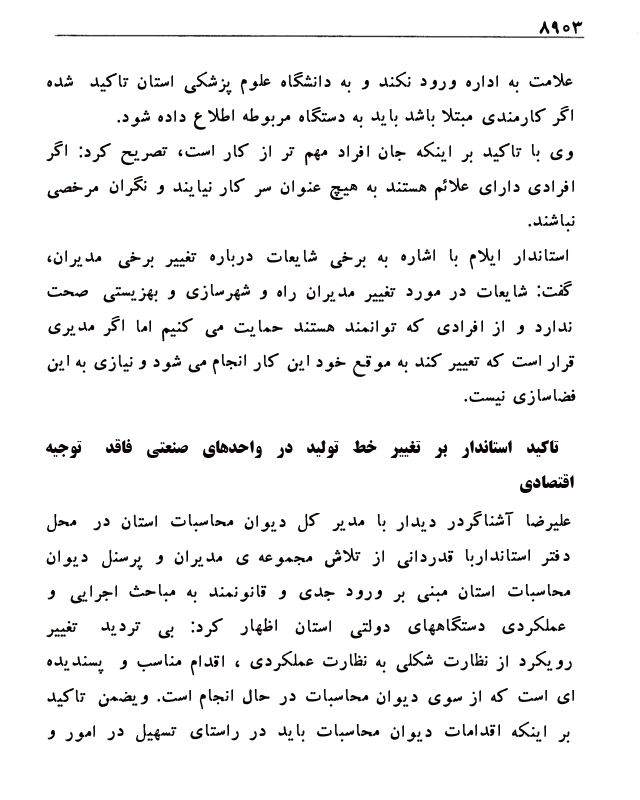 ۸۹۰۳
علامت به اداره ورود نکند و به دانشگاه علوم پزشکی استان تاکید شده
اگر کارمندی مبتلا باشد باید به دستگاه مربوطه اطلاع داده شود.
وی با تاکید بر اینکه جان افراد مهم تر از کار است، تصریح کرد: اگر
افرادی دارای علائم هستند به هیچ عنوان سر کار نیایند و نگران مرخصی
نباشند.
استاندار ایلام با اشاره به برخی شایعات درباره تغییر برخی مدیران،
گفت: شایعات در مورد تغییر مدیران راه و شهرسازی و بهزیستی صحت
ندارد و از افرادی که توانمند هستند حمایت می کنیم اما اگر مدیری
قرار است که تعییر کند به موقع خود این کار انجام می شود و نیازی به این
فضاسازی نیست.
تاکید استاندار بر تغییر خط تولید در واحدهای صنعتی فاقد توجیه
اقتصادی
علیرضا آشناگردر دیدار با مدیر کل دیوان محاسبات استان در محل
دفتر استانداربا قدردانی از تلاش مجموعه ی مدیران و پرسنل دیوان
محاسبات استان مبنی بر ورود جدی و قانونمند به مباحث اجرایی و
عملکردی دستگاههای دولتی استان اظهار کرد: بی تردید تغییر
رویکرد از نظارت شکلی به نظارت عملکردی ، اقدام مناسب و پسندیده
ای است که از سوی دیوان محاسبات در حال انجام است. ویضمن تاکید
بر اینکه اقدامات دیوان محاسبات باید در راستای تسهیل در امور و